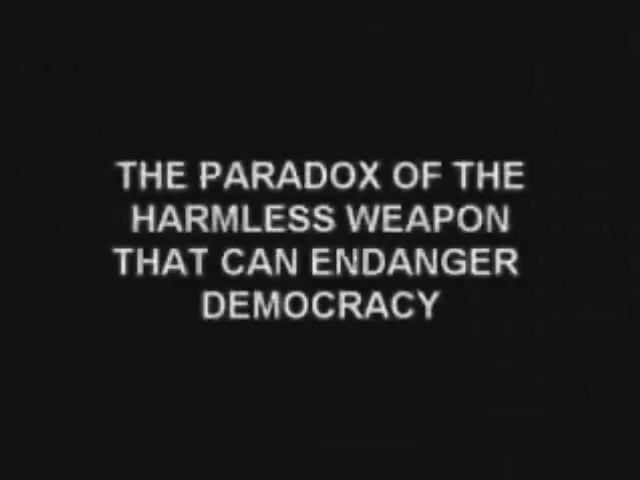 THE PARADOX OF THE
HARMLESS WEAPON
THAT CAN ENDANGER
DEMOCRACY